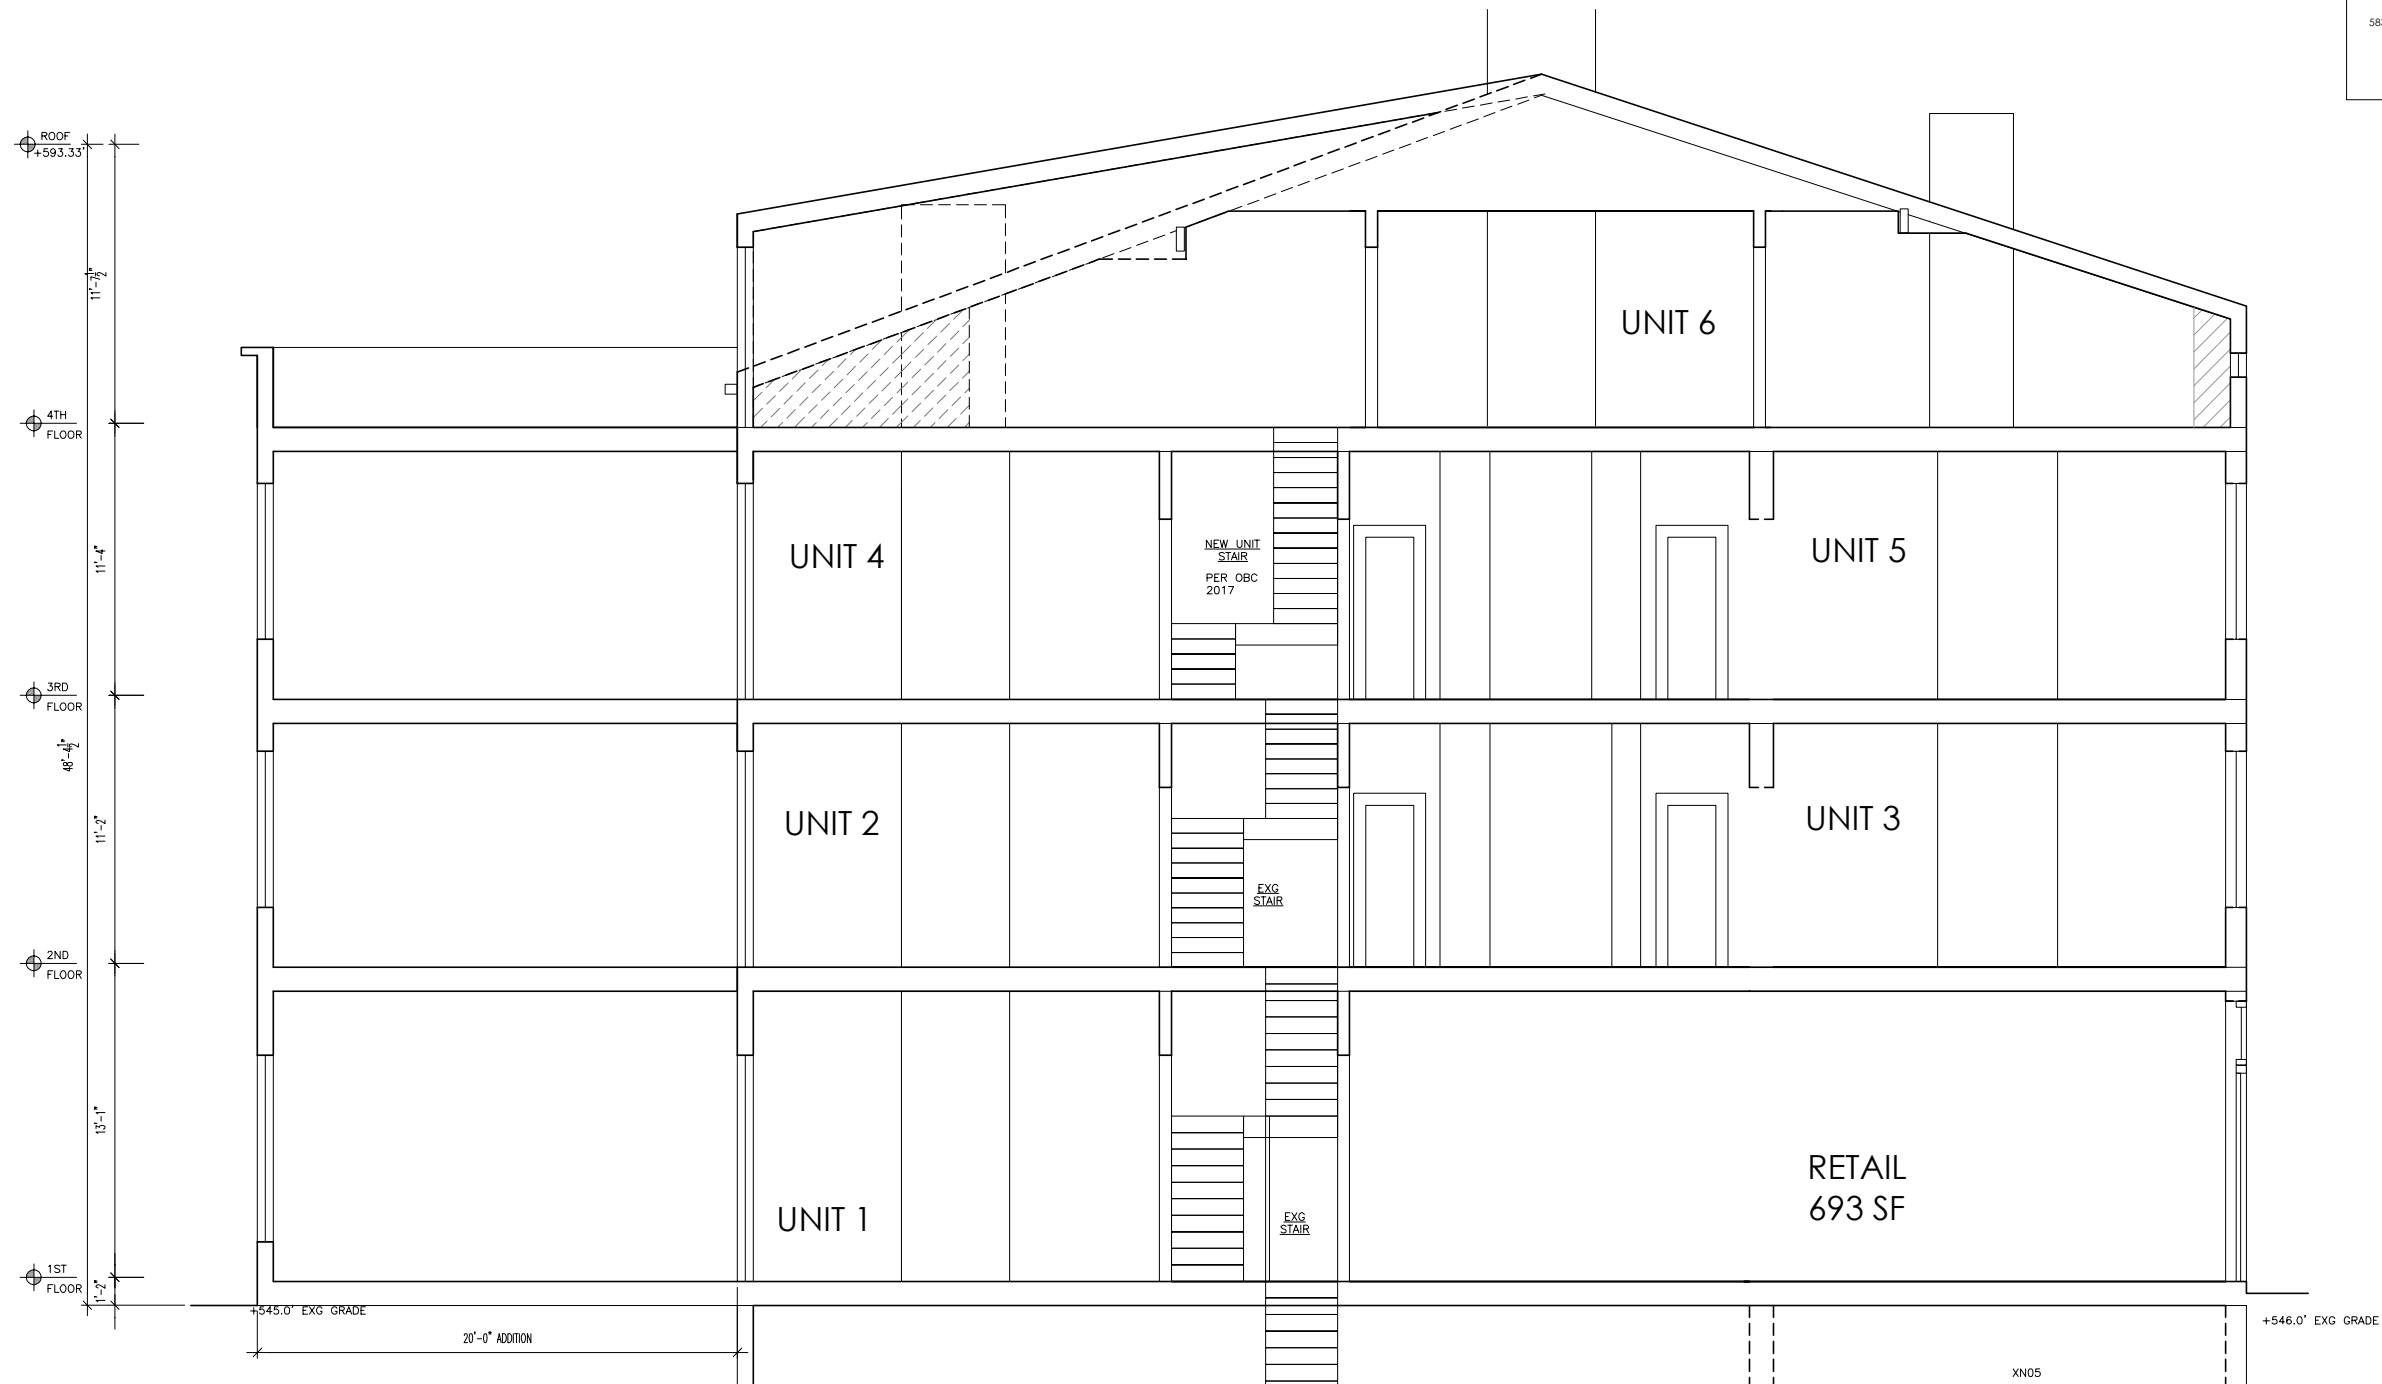 583
ROOF
+593.33'
11'-7½"
UNIT 6
4TH
FLOOR
11'-4"
UNIT 4
NEW UNIT
STAIR
PER OBC
2017
UNIT 5
3RD
FLOOR
48'-4½"
11'-2"
UNIT 2
UNIT 3
EXG
STAIR
2ND
FLOOR
13'-1"
RETAIL
693 SF
UNIT 1
EXG
STAIR
1ST
FLOOR
1'-2"
+545.0' EXG GRADE
+546.0' EXG GRADE
20'-0" ADDITION
XN05